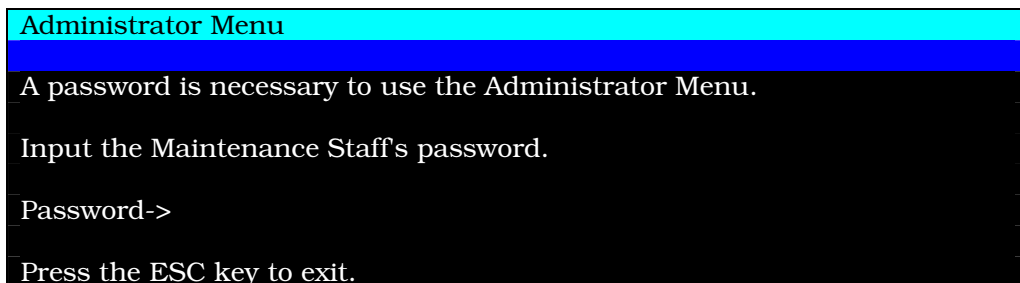 Administrator Menu
A password is necessary to use the Administrator Menu.
Input the Maintenance Staff's password.
Password->
Press the ESC key to exit.